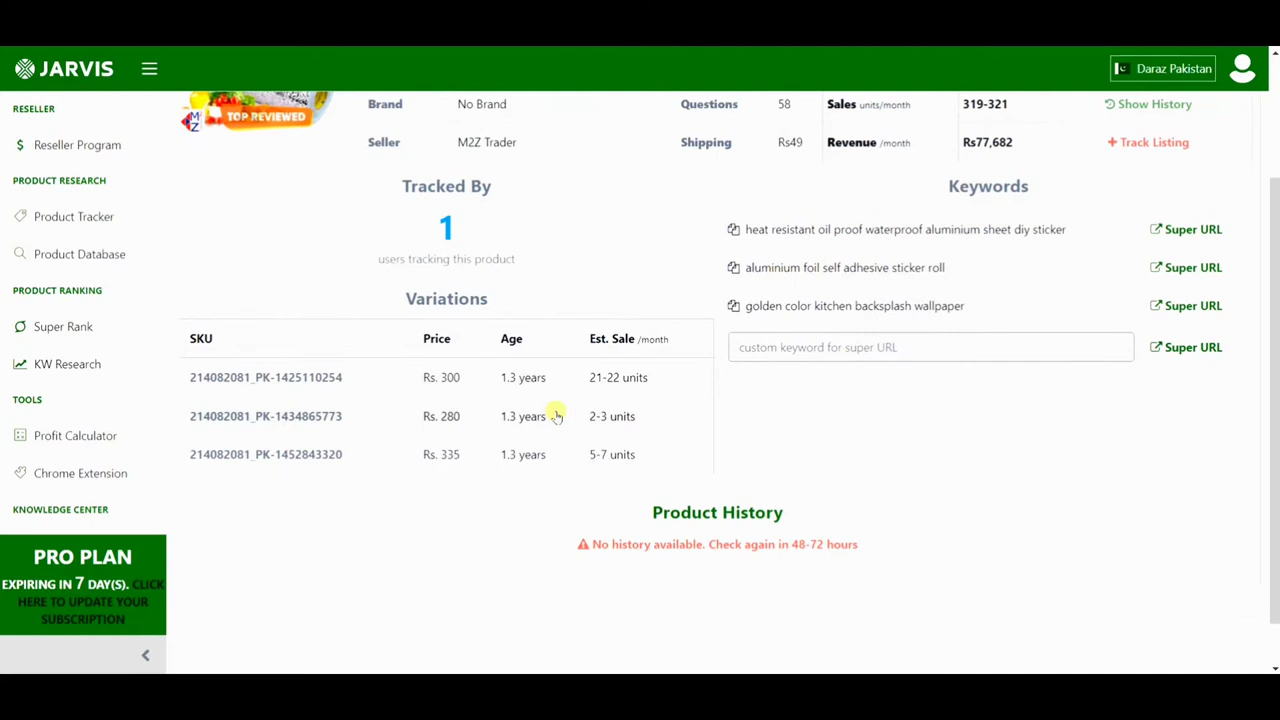 JARVIS
Daraz Pakistan
RESELLER
Reseller Program
PRODUCT RESEARCH
Product Tracker
Product Database
PRODUCT RANKING
Super Rank
KW Research
TOOLS
Profit Calculator
Chrome Extension
KNOWLEDGE CENTER
PRO PLAN
EXPIRING IN 7 DAY(S). CLICK
HERE TO UPDATE YOUR
SUBSCRIPTION
M
Z
TOP REVIEWED
Brand No Brand Questions 58 Sales units/month 319-321 Show History
Seller M2Z Trader Shipping Rs49 Revenue /month Rs77,682 Track Listing
Tracked By
1
users tracking this product
Variations
SKU Price Age Est. Sale /month
214082081_PK-1425110254 Rs. 300 1.3 years 21-22 units
214082081_PK-1434865773 Rs. 280 1.3 years 2-3 units
214082081_PK-1452843320 Rs. 335 1.3 years 5-7 units
Keywords
heat resistant oil proof waterproof aluminium sheet diy sticker Super URL
aluminium foil self adhesive sticker roll Super URL
golden color kitchen backsplash wallpaper Super URL
custom keyword for super URL Super URL
Product History
No history available. Check again in 48-72 hours